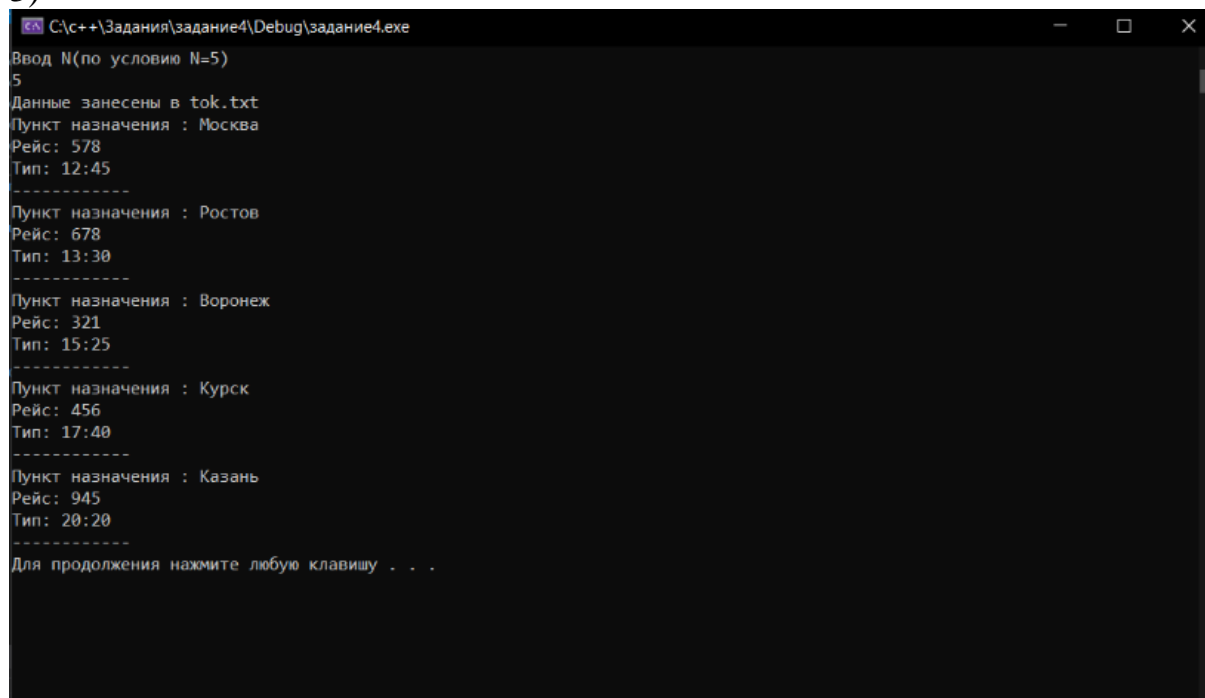 C:\c++\Задания\задание4\Debug\задание4.exe
Ввод N(по условию N=5)
5
Данные занесены в tok.txt
Пункт назначения : Москва
Рейс: 578
Тип: 12:45
------------
Пункт назначения : Ростов
Рейс: 678
Тип: 13:30
------------
Пункт назначения : Воронеж
Рейс: 321
Тип: 15:25
------------
Пункт назначения : Курск
Рейс: 456
Тип: 17:40
------------
Пункт назначения : Казань
Рейс: 945
Тип: 20:20
------------
Для продолжения нажмите любую клавишу . . .